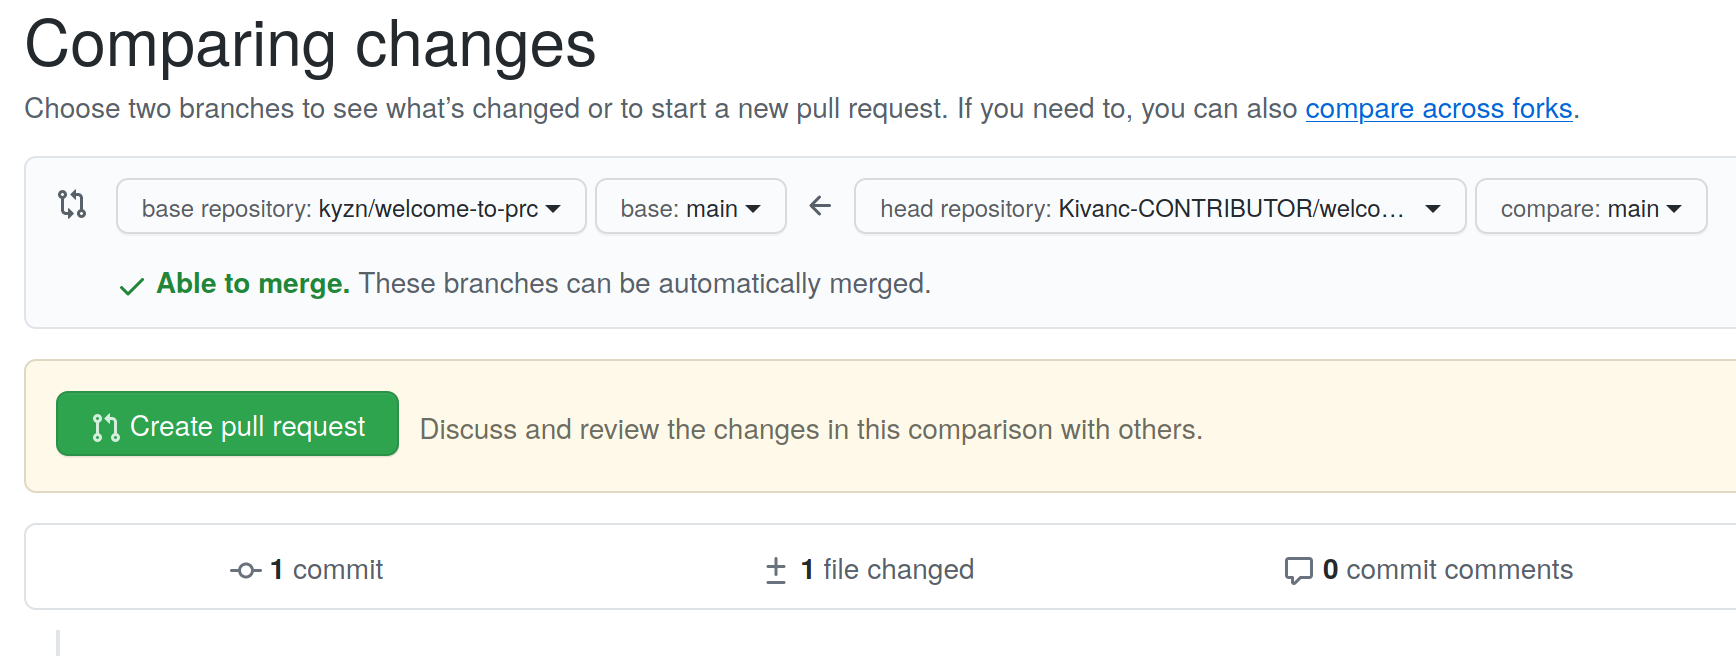 Comparing changes
Choose two branches to see what’s changed or to start a new pull request. If you need to, you can also compare across forks.
base repository: kyzn/welcome-to-prc base: main head repository: Kivanc-CONTRIBUTOR/welco… compare: main
Able to merge. These branches can be automatically merged.
Create pull request Discuss and review the changes in this comparison with others.
1 commit 1 file changed 0 commit comments